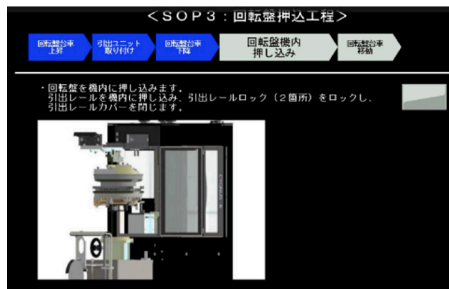 ＜ＳＯＰ３：回転盤押込工程＞
回転盤台車
上昇
引出ユニット
取り付け
回転盤台車
下降
回転盤機内
押し込み
回転盤台車
移動
・回転盤を機内に押し込みます。
引出レールを機内に押し込み、引出レールロック（２箇所）をロックし、
引出レールカバーを閉じます。